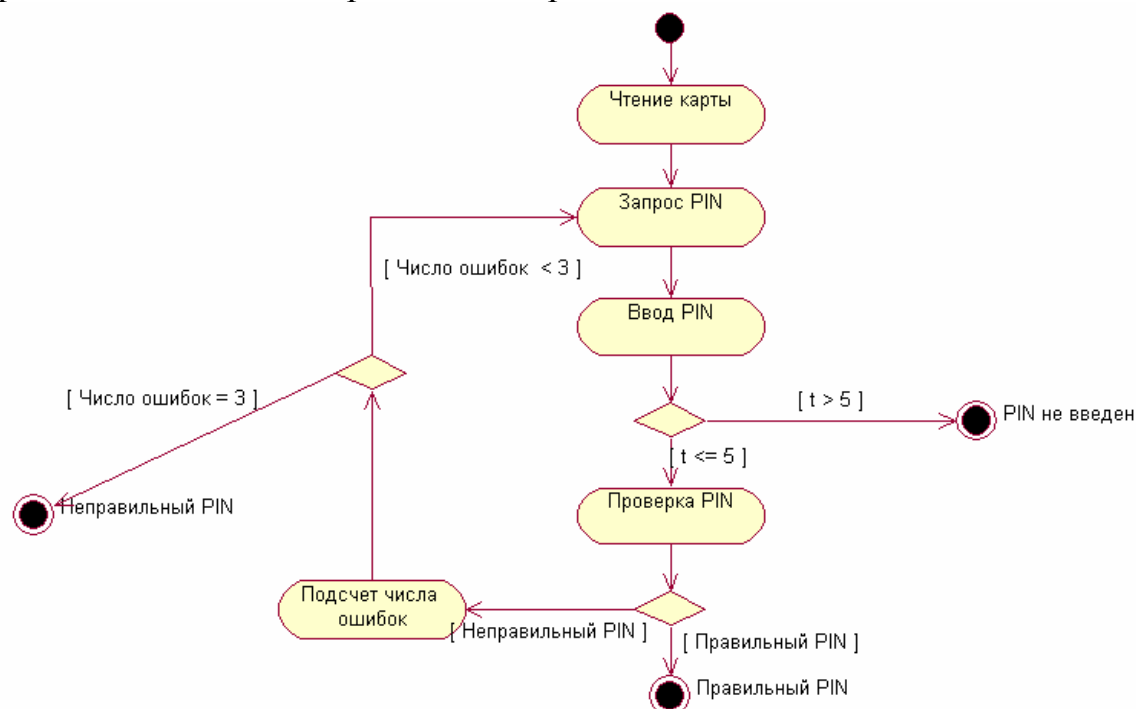 Чтение карты
Запрос PIN
[ Число ошибок < 3 ]
Ввод PIN
[ Число ошибок = 3 ]
[ t > 5 ]
PIN не введен
[ t <= 5 ]
Неправильный PIN
Проверка PIN
Подсчет числа
ошибок
[ Неправильный PIN ]
[ Правильный PIN ]
Правильный PIN